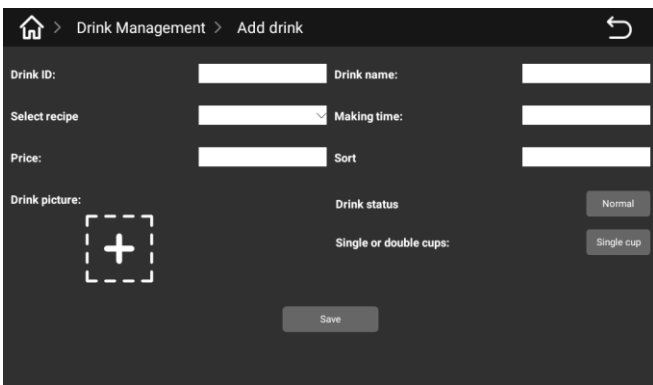 Drink Management > Add drink
Drink ID:
Drink name:
Select recipe
Making time:
Price:
Sort
Drink picture:
Drink status
Normal
Single or double cups:
Single cup
Save